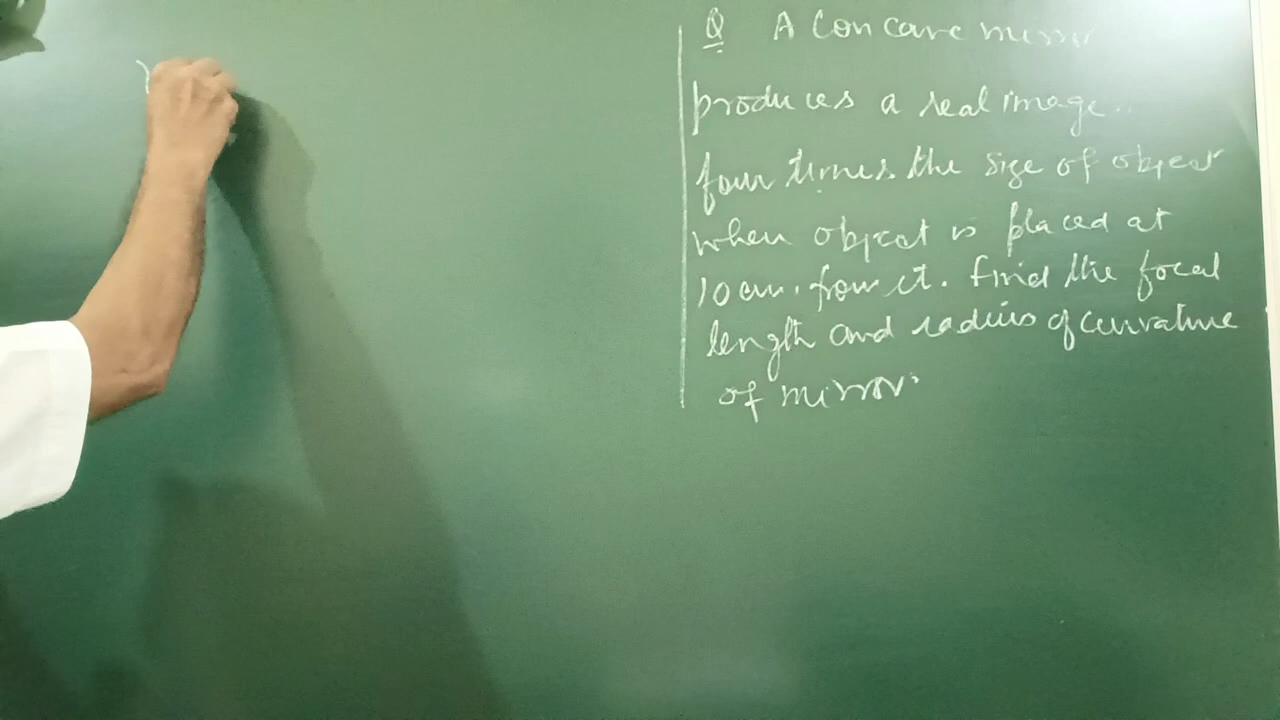 Q A Concave mirror
produces a real image..
four times the size of object
when object is placed at
10 cm. from it. Find the focal
length and radius of curvature
of mirror.